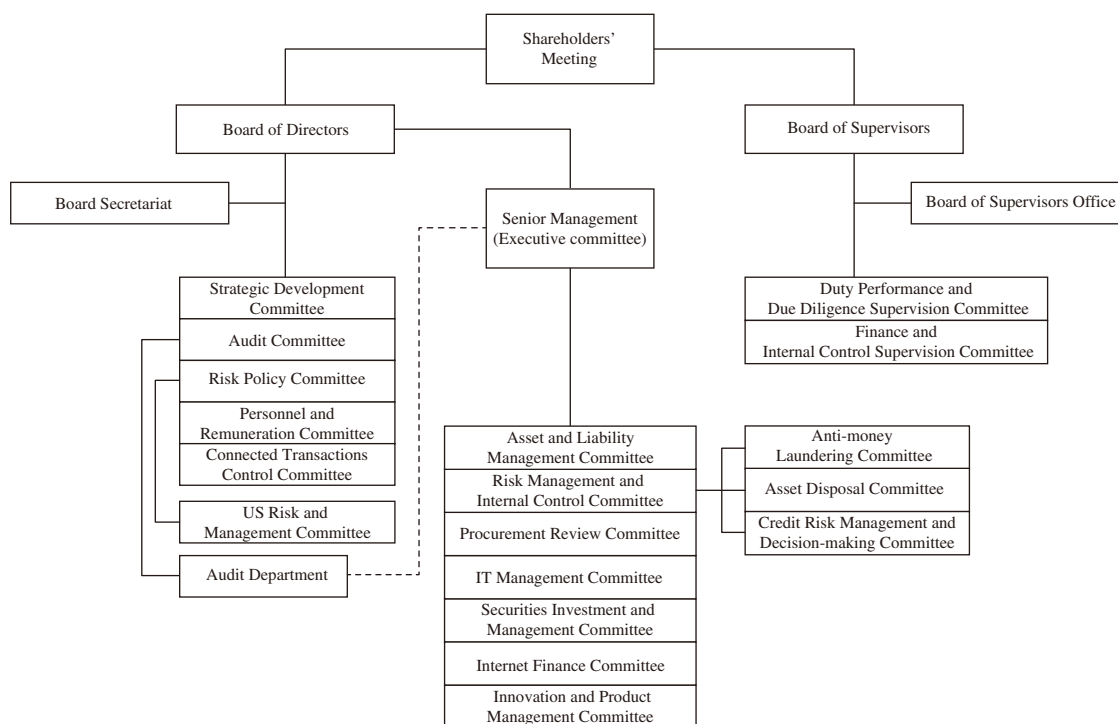 Shareholders’
Meeting
Board of Directors
Board of Supervisors
Board Secretariat
Senior Management
(Executive committee)
Board of Supervisors Office
Strategic Development
Committee
Audit Committee
Risk Policy Committee
Personnel and
Remuneration Committee
Connected Transactions
Control Committee
US Risk and
Management Committee
Audit Department
Duty Performance and
Due Diligence Supervision Committee
Finance and
Internal Control Supervision Committee
Asset and Liability
Management Committee
Risk Management and
Internal Control Committee
Procurement Review Committee
IT Management Committee
Securities Investment and
Management Committee
Internet Finance Committee
Innovation and Product
Management Committee
Anti-money
Laundering Committee
Asset Disposal Committee
Credit Risk Management and
Decision-making Committee